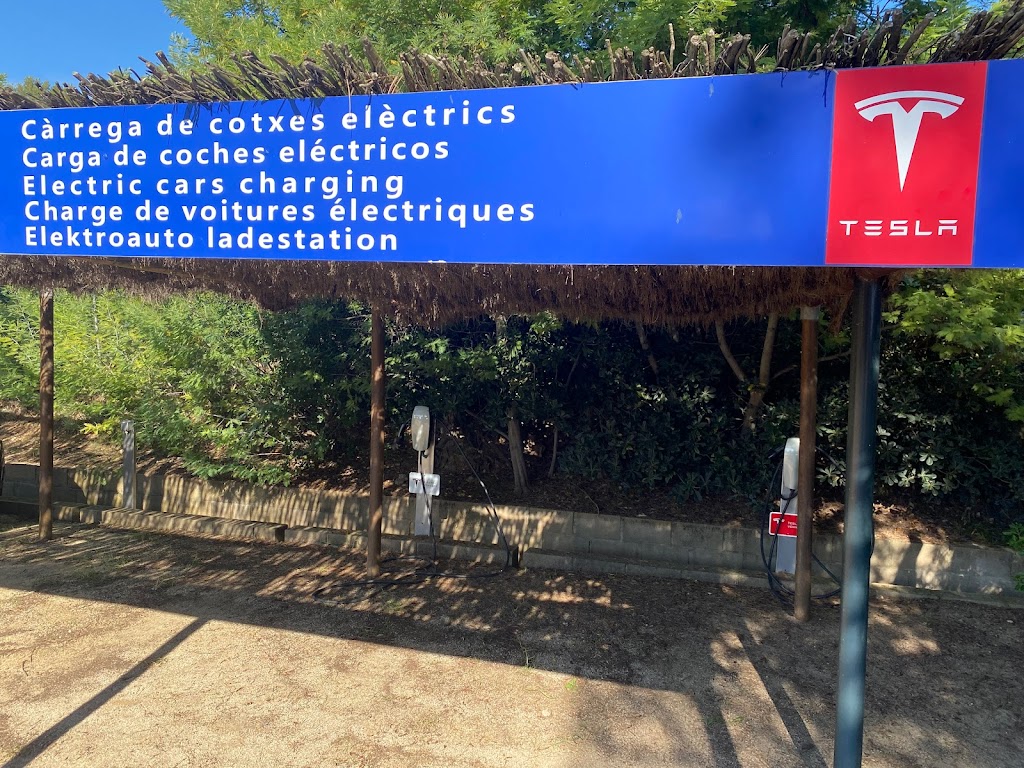 Càrrega de cotxes elèctrics
Carga de coches eléctricos
Electric cars charging
Charge de voitures électriques
Elektroauto ladestation
TESLA